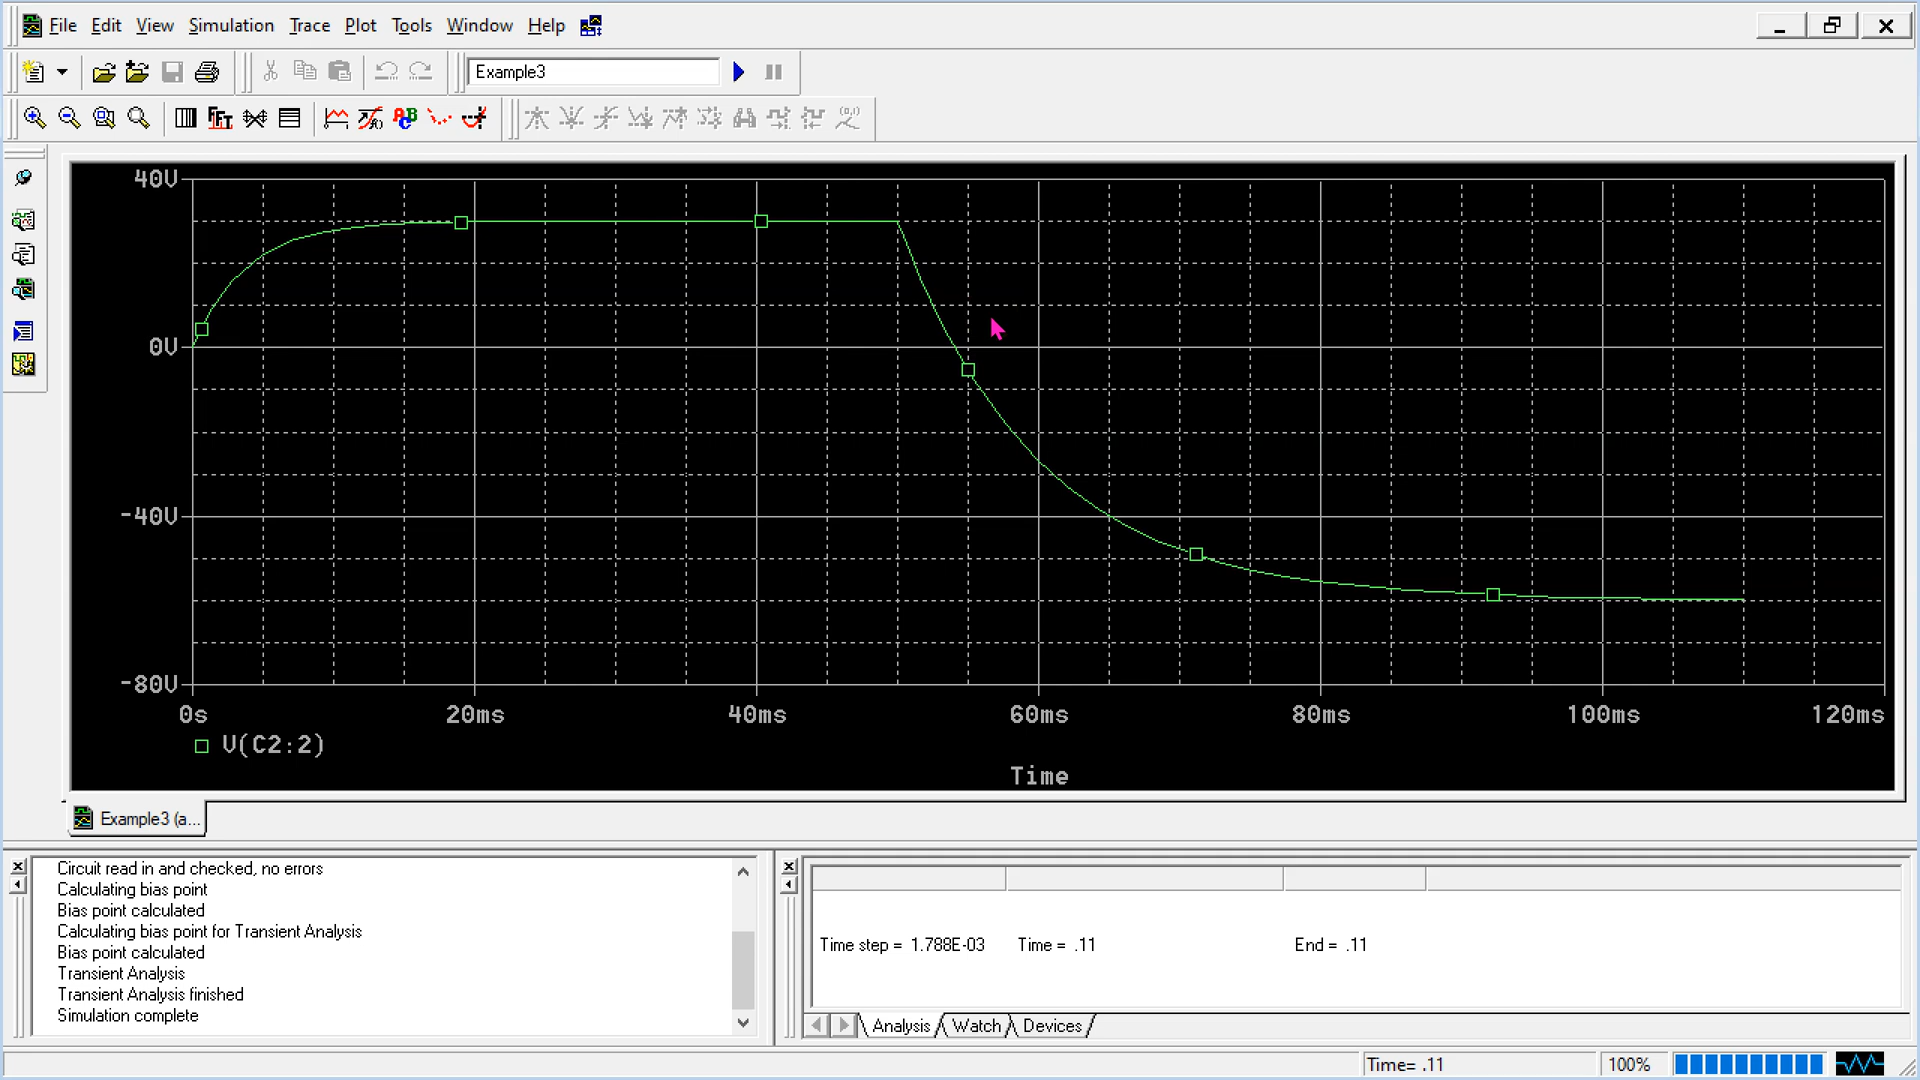 File Edit View Simulation Trace Plot Tools Window Help
Example3
FFT
40V
0V
-40V
-80V
0s 20ms 40ms 60ms 80ms 100ms 120ms
V(C2:2)
Time
Example3 (a...
Circuit read in and checked, no errors
Calculating bias point
Bias point calculated
Calculating bias point for Transient Analysis
Bias point calculated
Transient Analysis
Transient Analysis finished
Simulation complete
Time step = 1.788E-03 Time = .11 End = .11
Analysis Watch Devices
Time= .11 100%